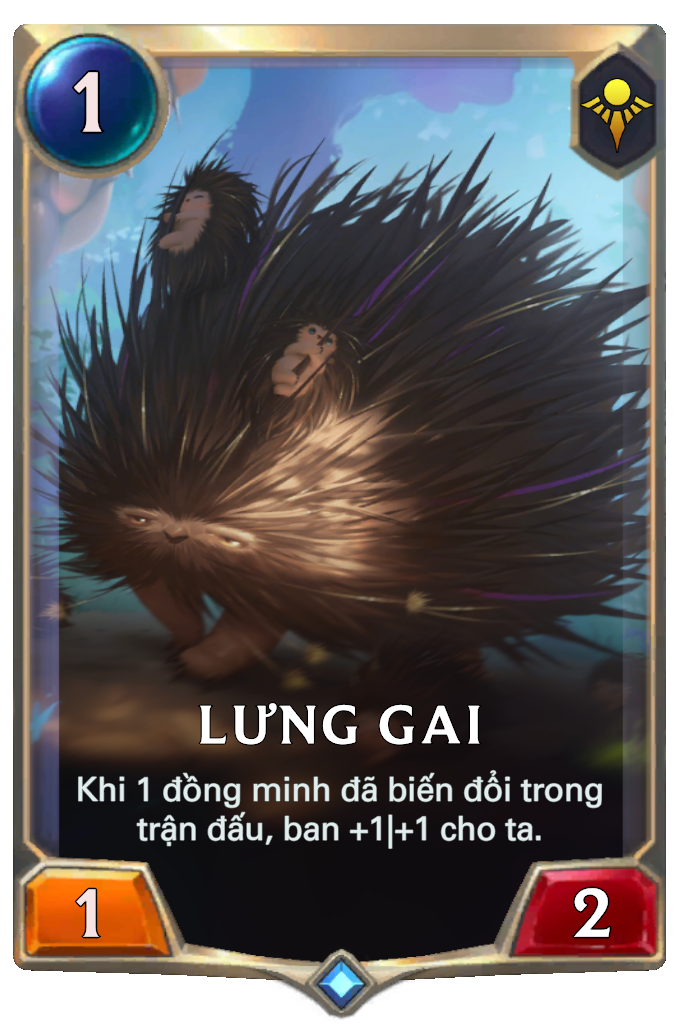 1
LƯNG GAI
Khi 1 đồng minh đã biến đổi trong
trận đấu, ban +1|+1 cho ta.
1
2